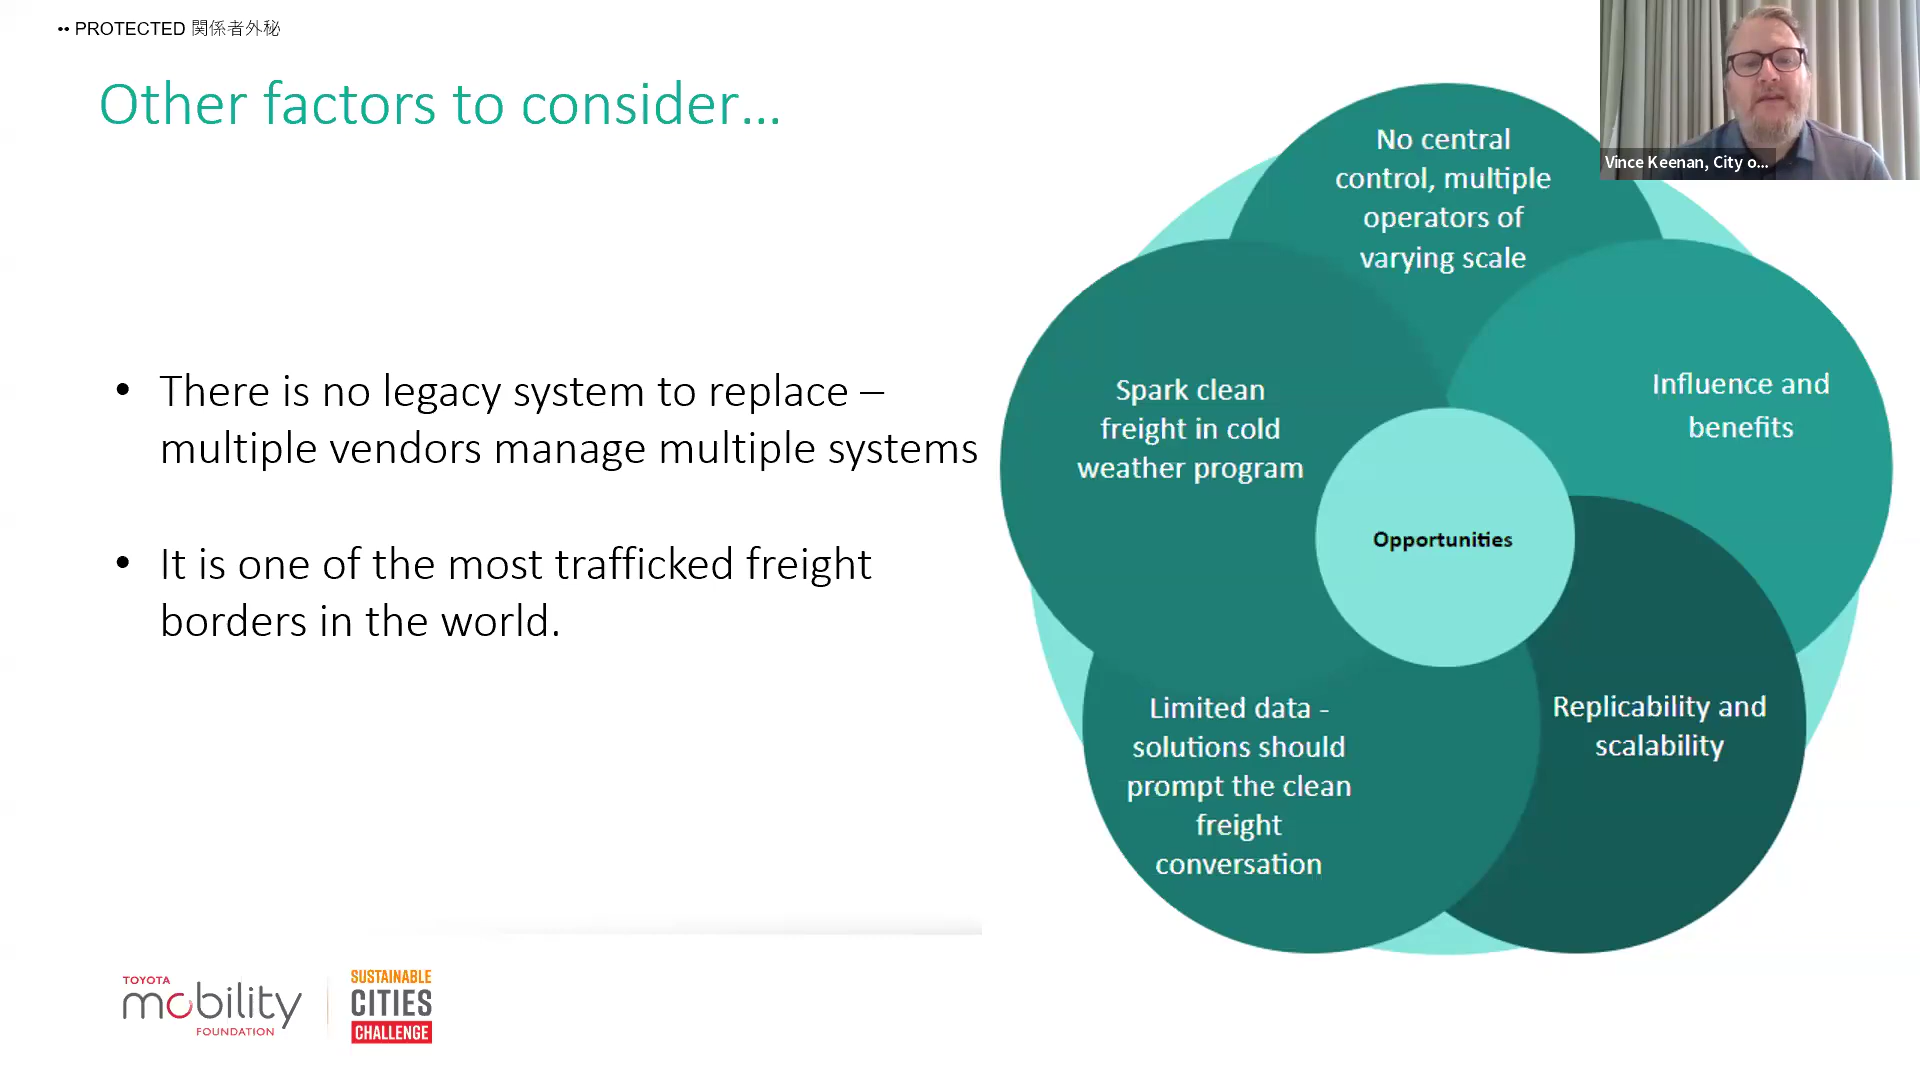 •• PROTECTED 関係者外秘
Other factors to consider...
• There is no legacy system to replace –
multiple vendors manage multiple systems
• It is one of the most trafficked freight
borders in the world.
No central
control, multiple
operators of
varying scale
Influence and
benefits
Spark clean
freight in cold
weather program
Opportunities
Replicability and
scalability
Limited data -
solutions should
prompt the clean
freight
conversation
Vince Keenan, City o...
TOYOTA
mobility
FOUNDATION
SUSTAINABLE
CITIES
CHALLENGE